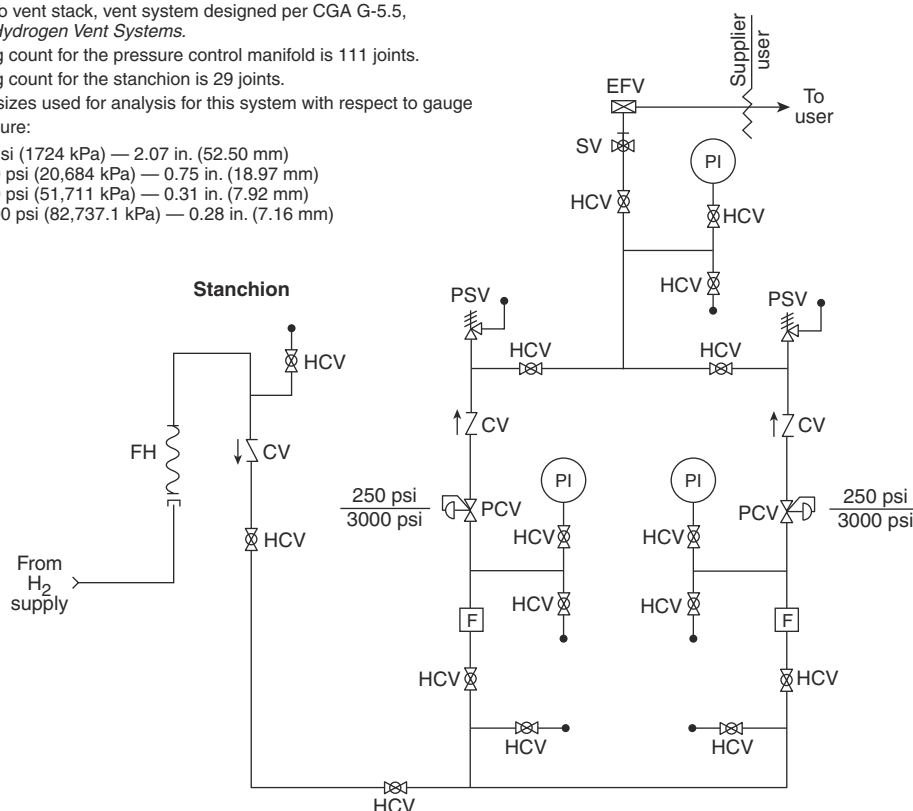 o vent stack, vent system designed per CGA G-5.5,
Hydrogen Vent Systems.
g count for the pressure control manifold is 111 joints.
g count for the stanchion is 29 joints.
sizes used for analysis for this system with respect to gauge
ure:
si (1724 kPa) — 2.07 in. (52.50 mm)
psi (20,684 kPa) — 0.75 in. (18.97 mm)
psi (51,711 kPa) — 0.31 in. (7.92 mm)
00 psi (82,737.1 kPa) — 0.28 in. (7.16 mm)
Supplier
user
EFV
To
user
SV
PI
HCV
HCV
HCV
Stanchion
PSV
PSV
HCV
HCV
HCV
FH
CV
CV
CV
PI
PI
250 psi
3000 psi
PCV
PCV
250 psi
3000 psi
HCV
HCV
HCV
From
H2
supply
HCV
HCV
F
F
HCV
HCV
HCV
HCV
HCV